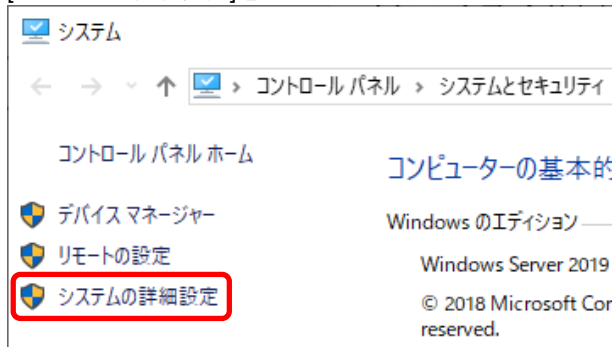 システム
コントロール パネル > システムとセキュリティ
コントロール パネル ホーム
コンピューターの基本的
デバイス マネージャー
Windows のエディション
リモートの設定
Windows Server 2019
システムの詳細設定
© 2018 Microsoft Cor
reserved.